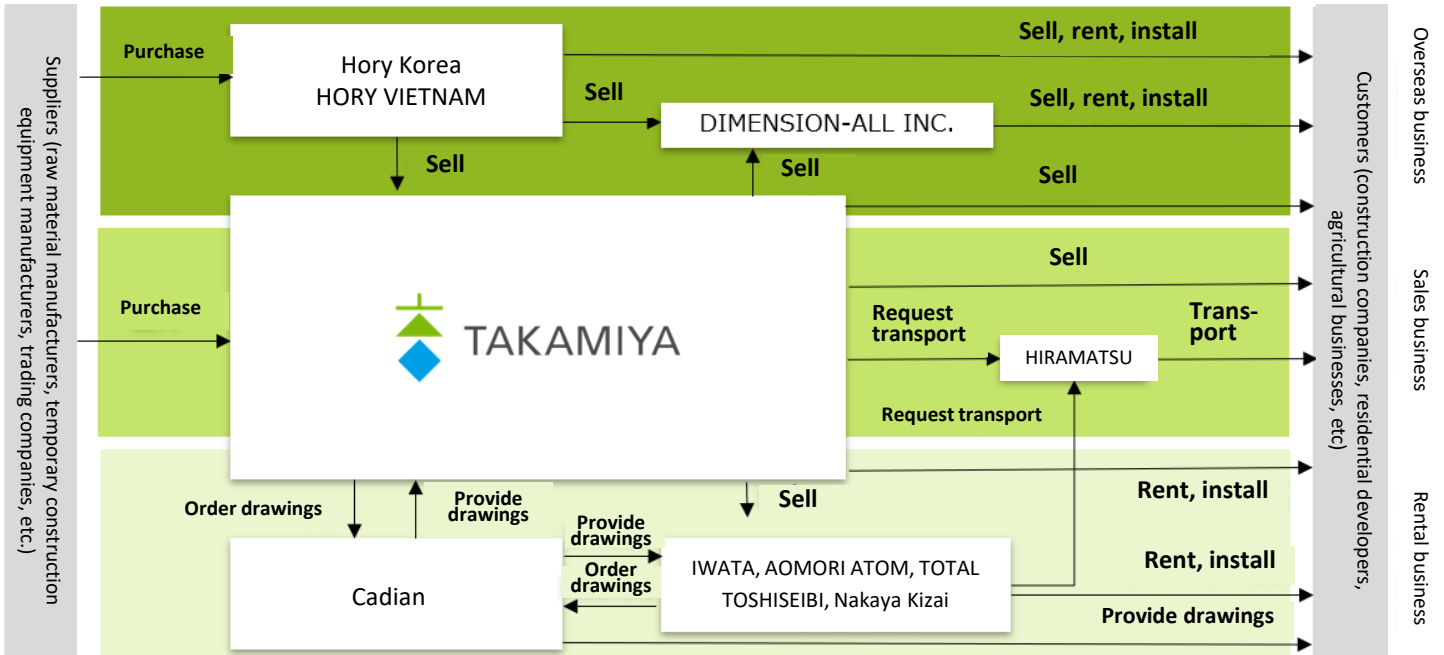 Suppliers (raw material manufacturers, temporary construction
equipment manufacturers, trading companies, etc.)
Purchase
Hory Korea
HORY VIETNAM
Sell, rent, install
Sell
DIMENSION-ALL INC.
Sell, rent, install
Sell
Sell
Sell
Overseas business
Customers (construction companies, residential developers,
agricultural businesses, etc)
Purchase
TAKAMIYA
Sell
Request
transport
Trans-
port
HIRAMATSU
Request transport
Sales business
Order drawings
Provide
drawings
Sell
Rent, install
Cadian
Provide
drawings
Order
drawings
IWATA, AOMORI ATOM, TOTAL
TOSHISEIBI, Nakaya Kizai
Rent, install
Provide drawings
Rental business